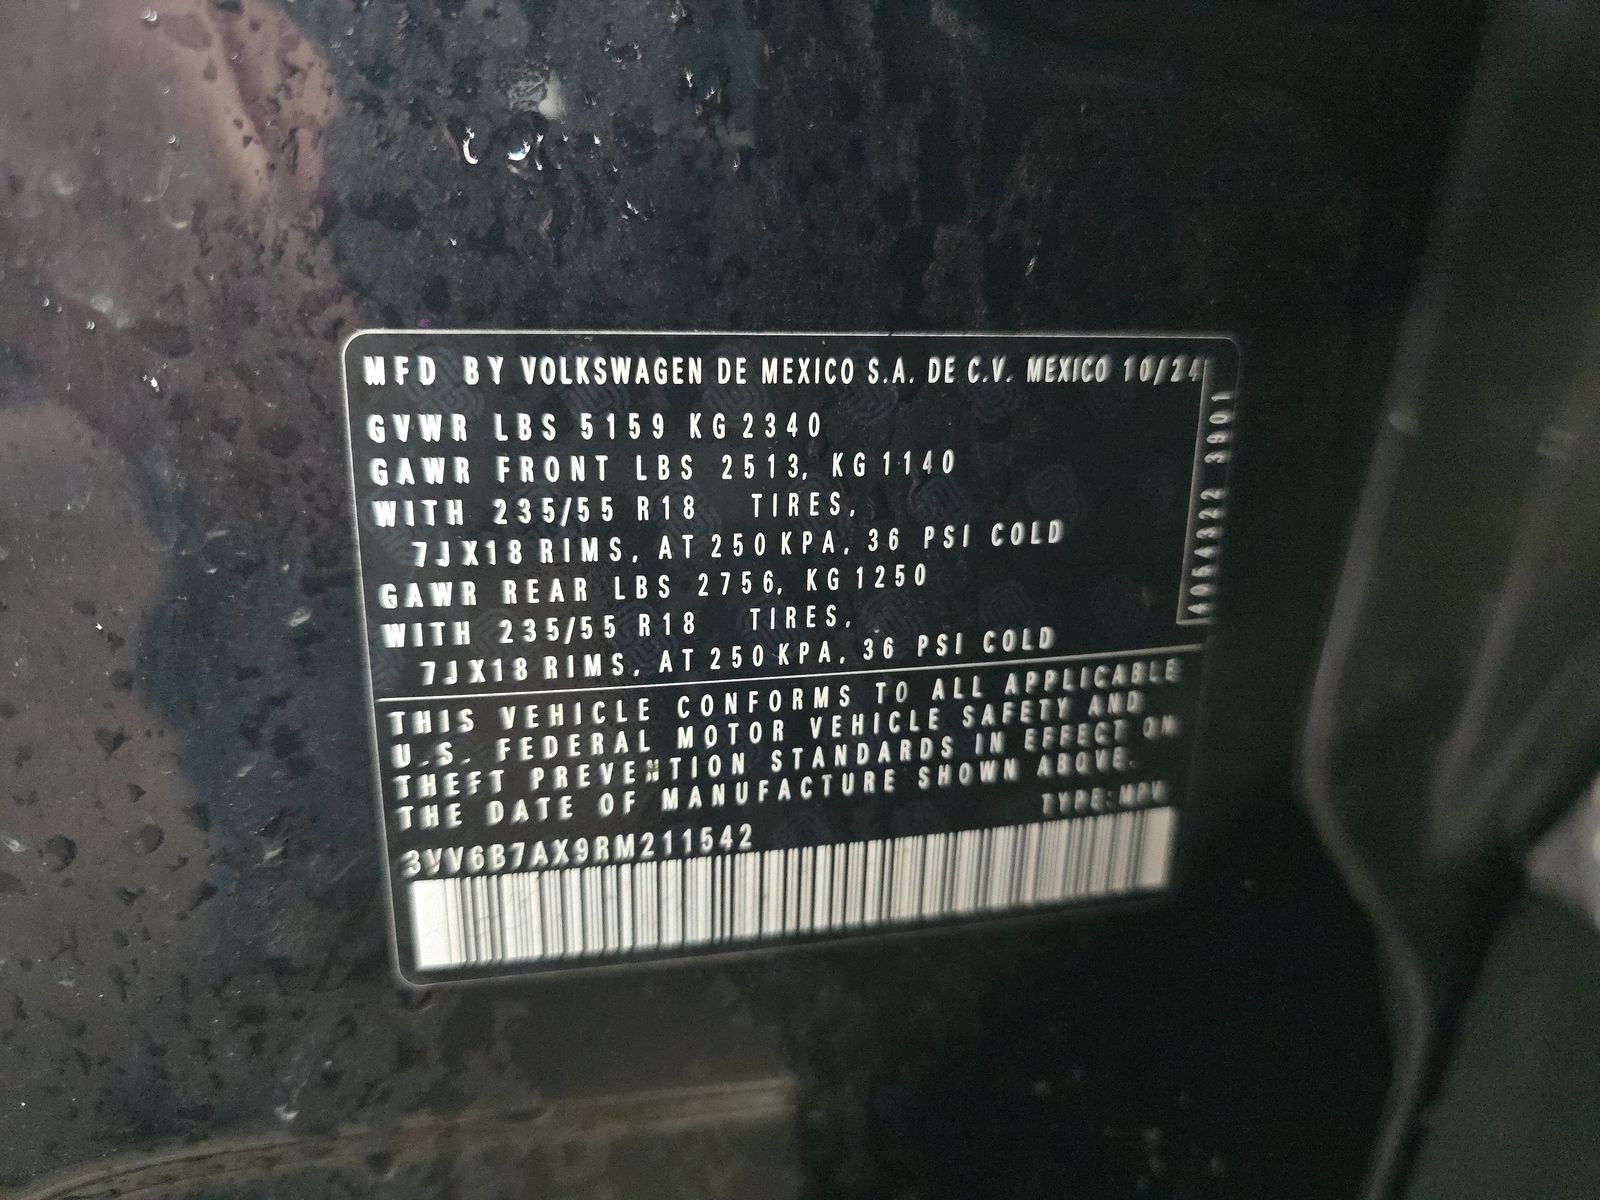 MFD BY VOLKSWAGEN DE MEXICO S.A. DE C.V. MEXICO 10/24
GVWR LBS 5159 KG 2340
GAWR FRONT LBS 2513, KG 1140
WITH 235/55 R18 TIRES,
7JX18 RIMS, AT 250 KPA, 36 PSI COLD
GAWR REAR LBS 2756, KG 1250
WITH 235/55 R18 TIRES,
7JX18 RIMS, AT 250 KPA, 36 PSI COLD
THIS VEHICLE CONFORMS TO ALL APPLICABLE
U.S. FEDERAL MOTOR VEHICLE SAFETY AND
THEFT PREVENTION STANDARDS IN EFFECT ON
THE DATE OF MANUFACTURE SHOWN ABOVE.
TYPE: MPV
3VV6B7AX9RM211542
3901